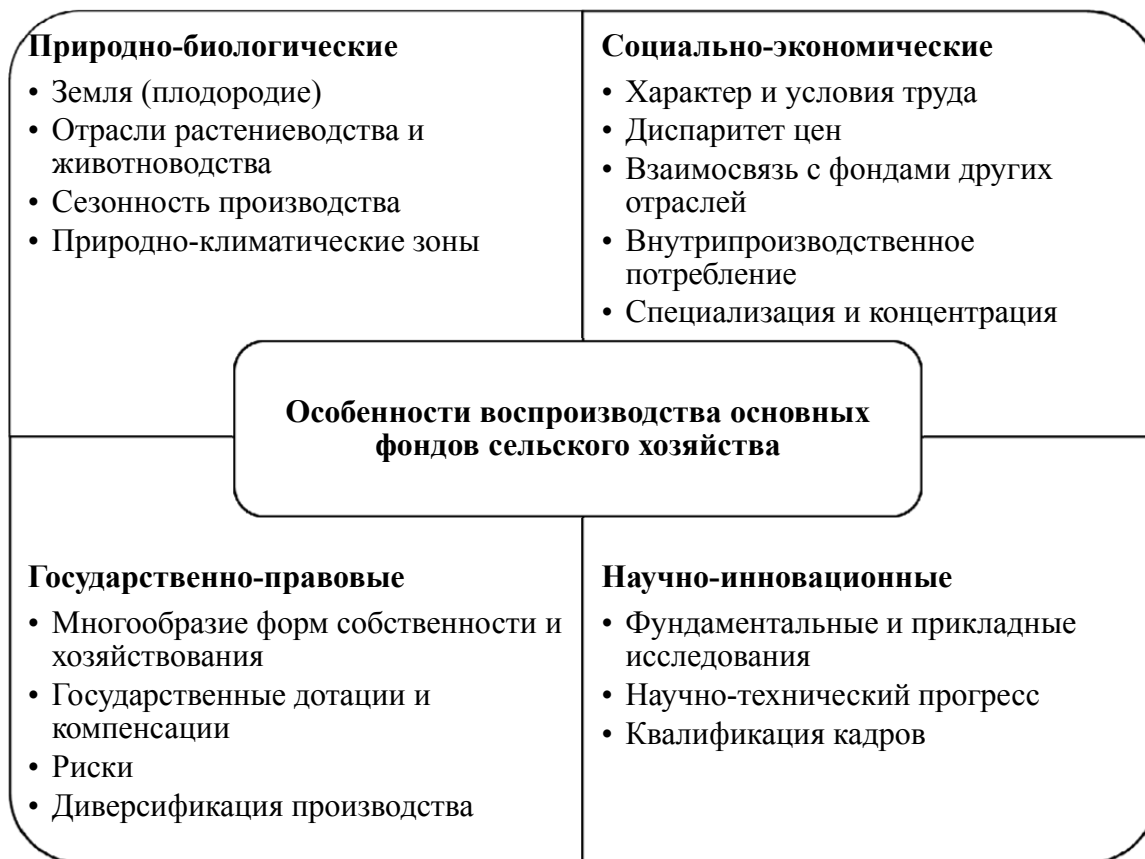 Природно-биологические
• Земля (плодородие)
• Отрасли растениеводства и
животноводства
• Сезонность производства
• Природно-климатические зоны
Социально-экономические
• Характер и условия труда
• Диспаритет цен
• Взаимосвязь с фондами других
отраслей
• Внутрипроизводственное
потребление
• Специализация и концентрация
Особенности воспроизводства основных
фондов сельского хозяйства
Государственно-правовые
• Многообразие форм собственности и
хозяйствования
• Государственные дотации и
компенсации
• Риски
• Диверсификация производства
Научно-инновационные
• Фундаментальные и прикладные
исследования
• Научно-технический прогресс
• Квалификация кадров